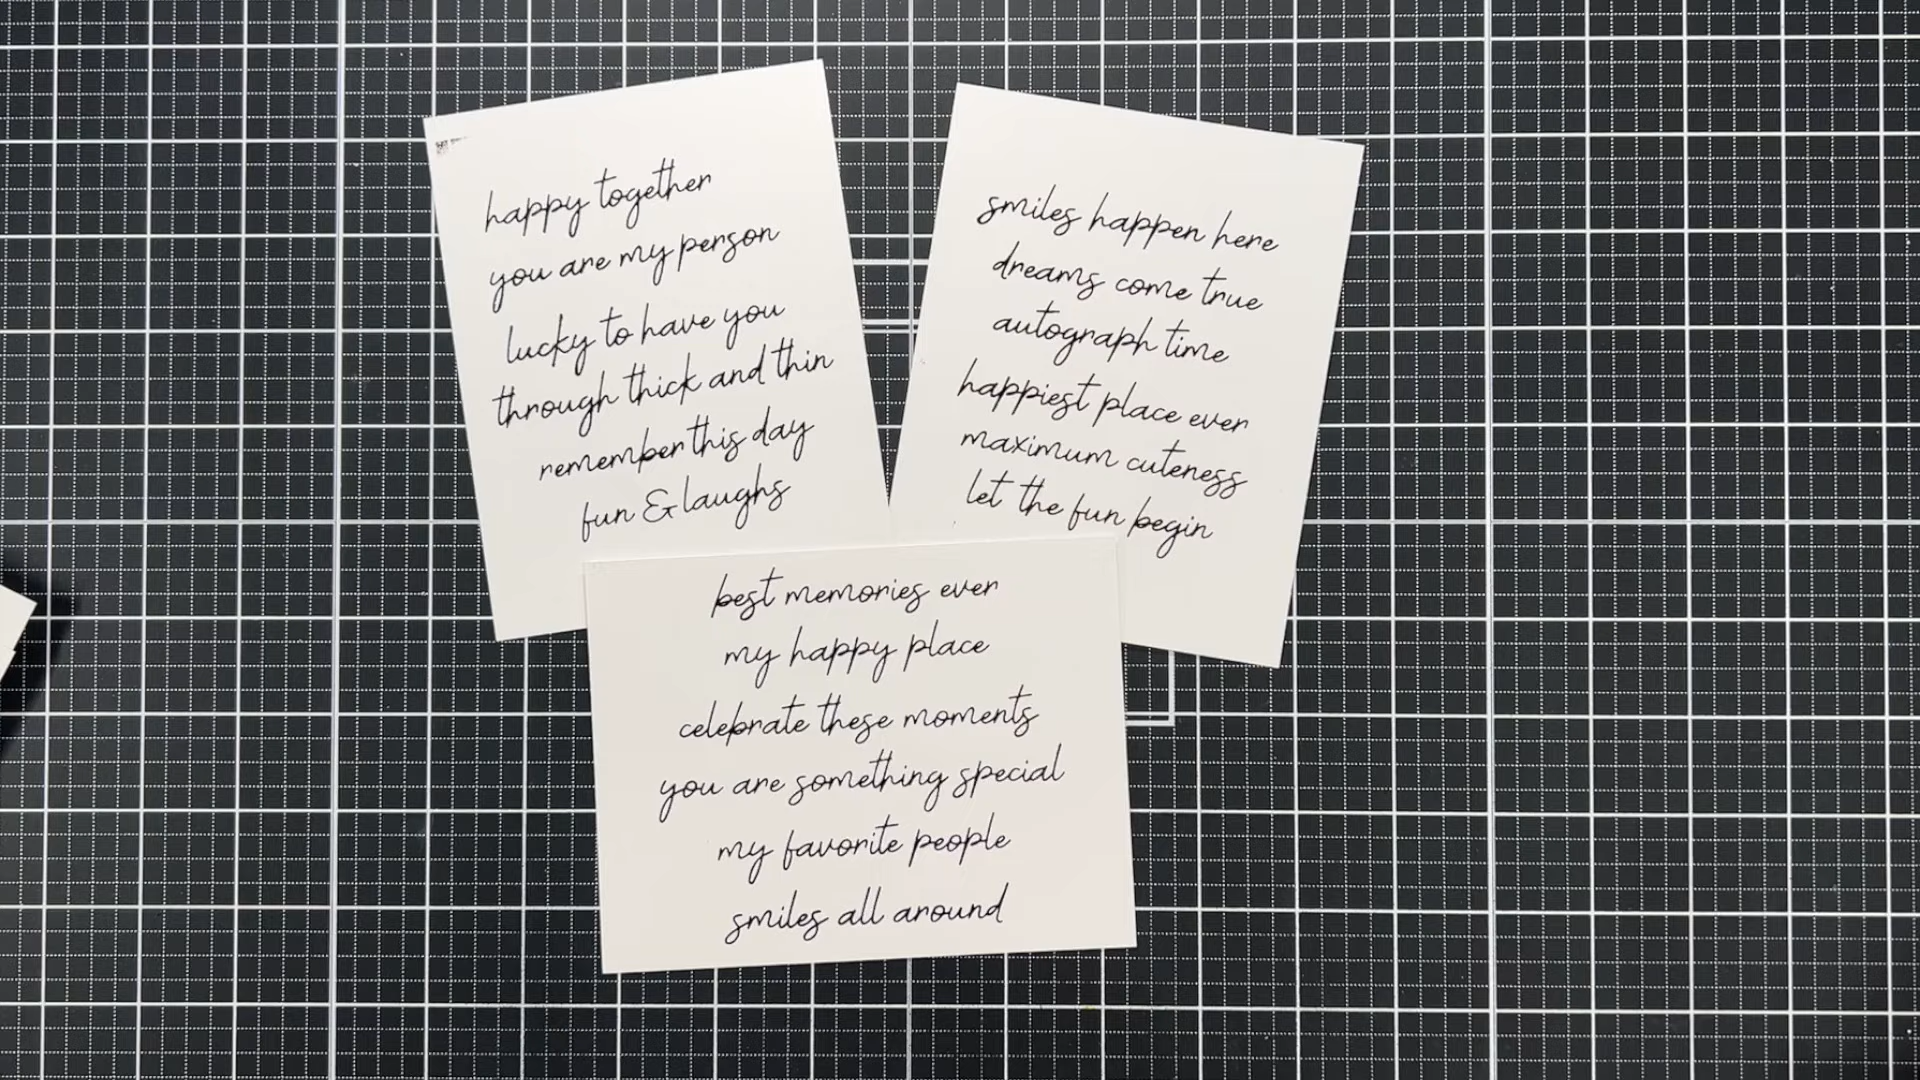 happy together
you are my person
lucky to have you
through thick and thin
remember this day
fun & laughs
smiles happen here
dreams come true
autograph time
happiest place ever
maximum cuteness
let the fun begin
best memories ever
my happy place
celebrate these moments
you are something special
my favorite people
smiles all around